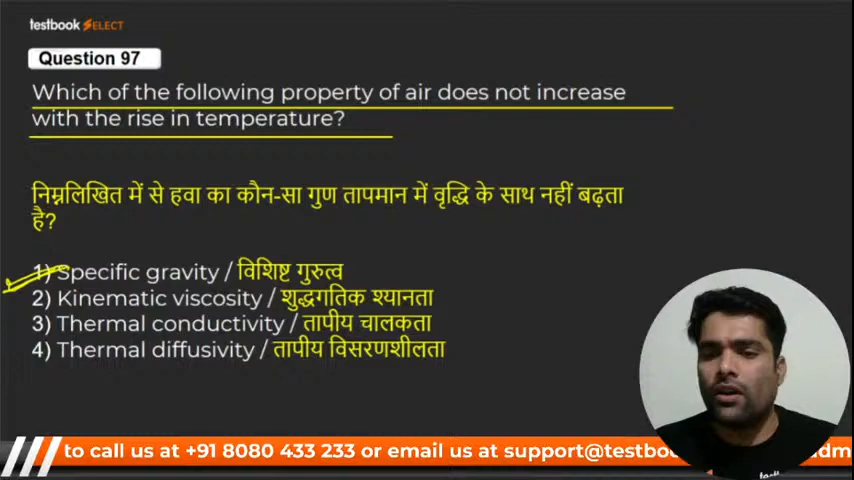 testbook SELECT
Question 97
Which of the following property of air does not increase
with the rise in temperature?
निम्नलिखित में से हवा का कौन-सा गुण तापमान में वृद्धि के साथ नहीं बढ़ता
है?
1) Specific gravity / विशिष्ट गुरुत्व
2) Kinematic viscosity / शुद्धगतिक श्यानता
3) Thermal conductivity / तापीय चालकता
4) Thermal diffusivity / तापीय विसरणशीलता
to call us at +91 8080 433 233 or email us at support@testbo